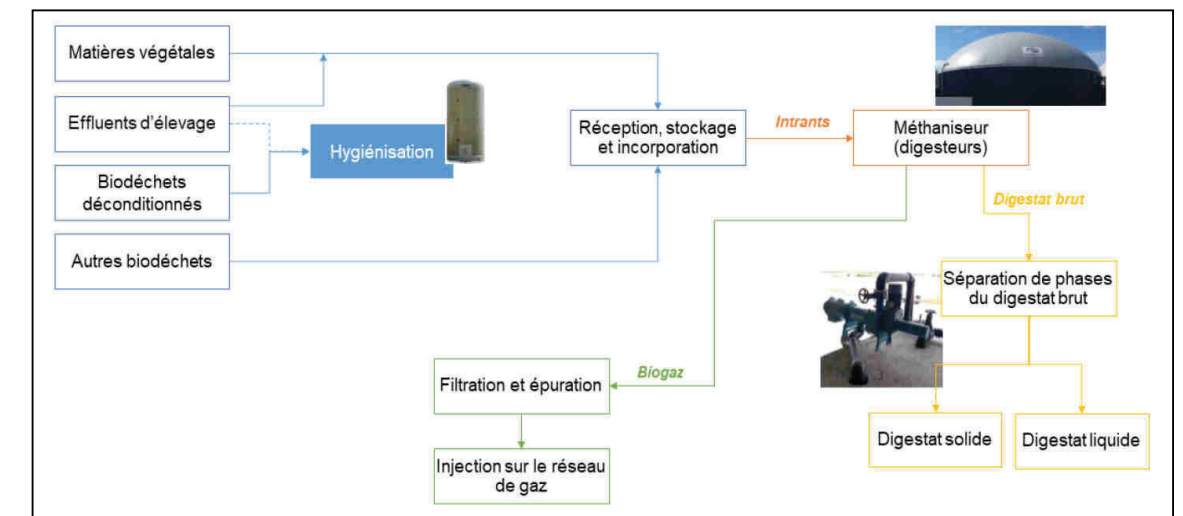 Matières végétales
Effluents d'élevage
Hygiénisation
Biodéchets
déconditionnés
Autres biodéchets
Réception, stockage
et incorporation
Intrants
Méthaniseur
(digesteurs)
Digestat brut
Séparation de phases
du digestat brut
Biogaz
Filtration et épuration
Injection sur le réseau
de gaz
Digestat solide
Digestat liquide